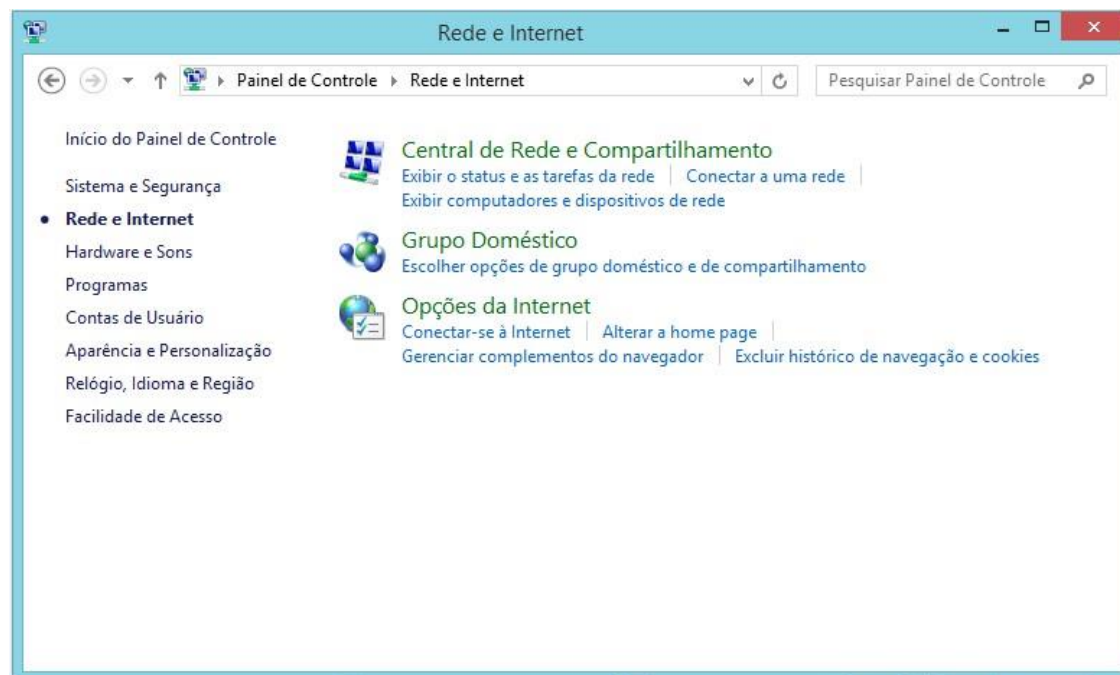 Rede e Internet
Painel de Controle Rede e Internet
Pesquisar Painel de Controle
Início do Painel de Controle
Sistema e Segurança
Rede e Internet
Hardware e Sons
Programas
Contas de Usuário
Aparência e Personalização
Relógio, Idioma e Região
Facilidade de Acesso
Central de Rede e Compartilhamento
Exibir o status e as tarefas da rede Conectar a uma rede
Exibir computadores e dispositivos de rede
Grupo Doméstico
Escolher opções de grupo doméstico e de compartilhamento
Opções da Internet
Conectar-se à Internet Alterar a home page
Gerenciar complementos do navegador Excluir histórico de navegação e cookies